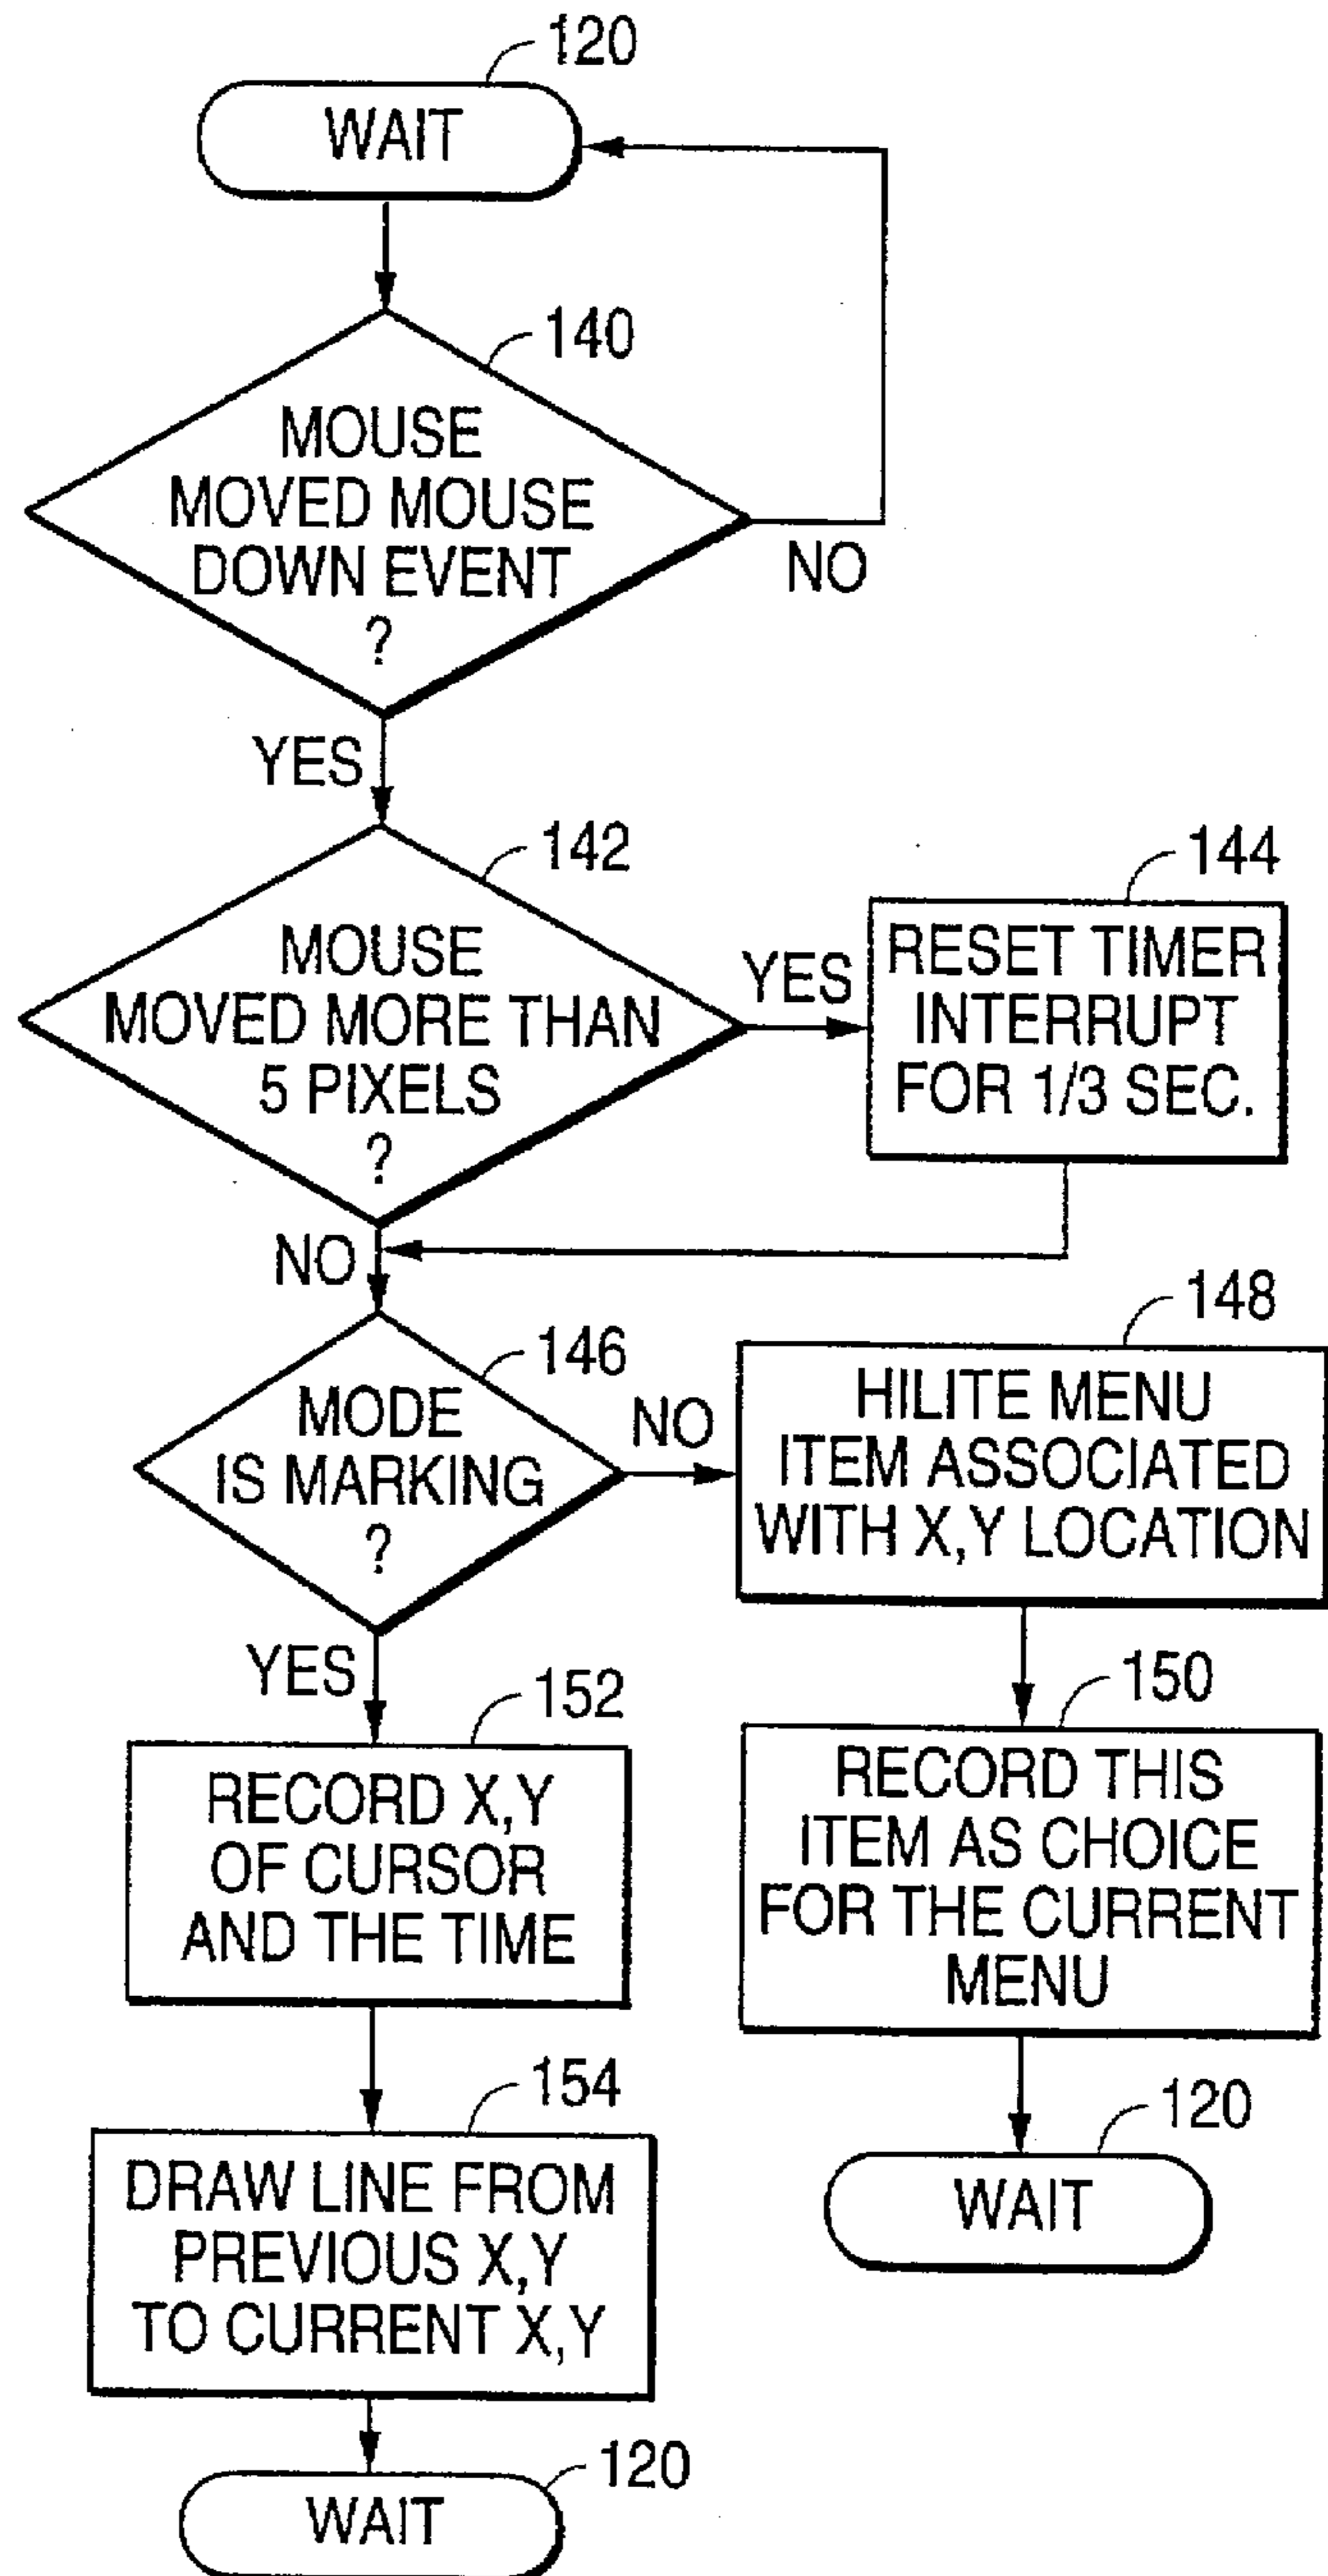 120
WAIT
140
MOUSE
MOVED MOUSE
DOWN EVENT
?
NO
YES
142
MOUSE
MOVED MORE THAN
5 PIXELS
?
YES
144
RESET TIMER
INTERRUPT
FOR 1/3 SEC.
NO
146
MODE
IS MARKING
?
NO
148
HILITE MENU
ITEM ASSOCIATED
WITH X,Y LOCATION
YES
152
RECORD X,Y
OF CURSOR
AND THE TIME
150
RECORD THIS
ITEM AS CHOICE
FOR THE CURRENT
MENU
154
DRAW LINE FROM
PREVIOUS X,Y
TO CURRENT X,Y
120
WAIT
120
WAIT